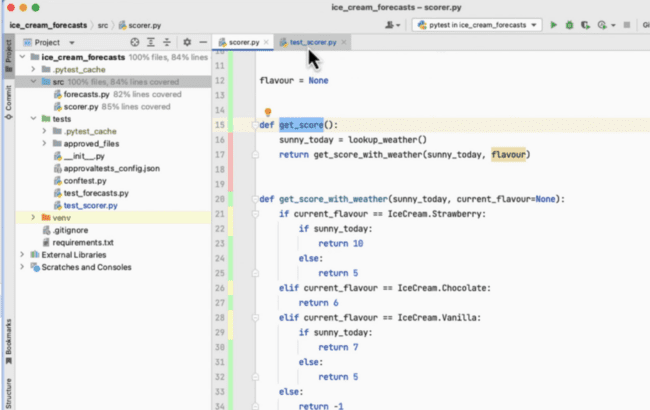 ice_cream_forecasts – scorer.py
ice_cream_forecasts › src › scorer.py
pytest in ice_cream_forecasts
Project
scorer.py
test_scorer.py
Project
Commit
Bookmarks
Structure
ice_cream_forecasts 100% files, 84% lines
.pytest_cache
src 100% files, 84% lines covered
forecasts.py 82% lines covered
scorer.py 85% lines covered
tests
.pytest_cache
approved_files
__init__.py
approvaltests_config.json
conftest.py
test_forecasts.py
test_scorer.py
venv
.gitignore
requirements.txt
External Libraries
Scratches and Consoles
11
12 flavour = None
13
14
15 def get_score():
16 sunny_today = lookup_weather()
17 return get_score_with_weather(sunny_today, flavour)
18
19
20 def get_score_with_weather(sunny_today, current_flavour=None):
21 if current_flavour == IceCream.Strawberry:
22 if sunny_today:
23 return 10
24 else:
25 return 5
26 elif current_flavour == IceCream.Chocolate:
27 return 6
28 elif current_flavour == IceCream.Vanilla:
29 if sunny_today:
30 return 7
31 else:
32 return 5
33 else:
34 return -1